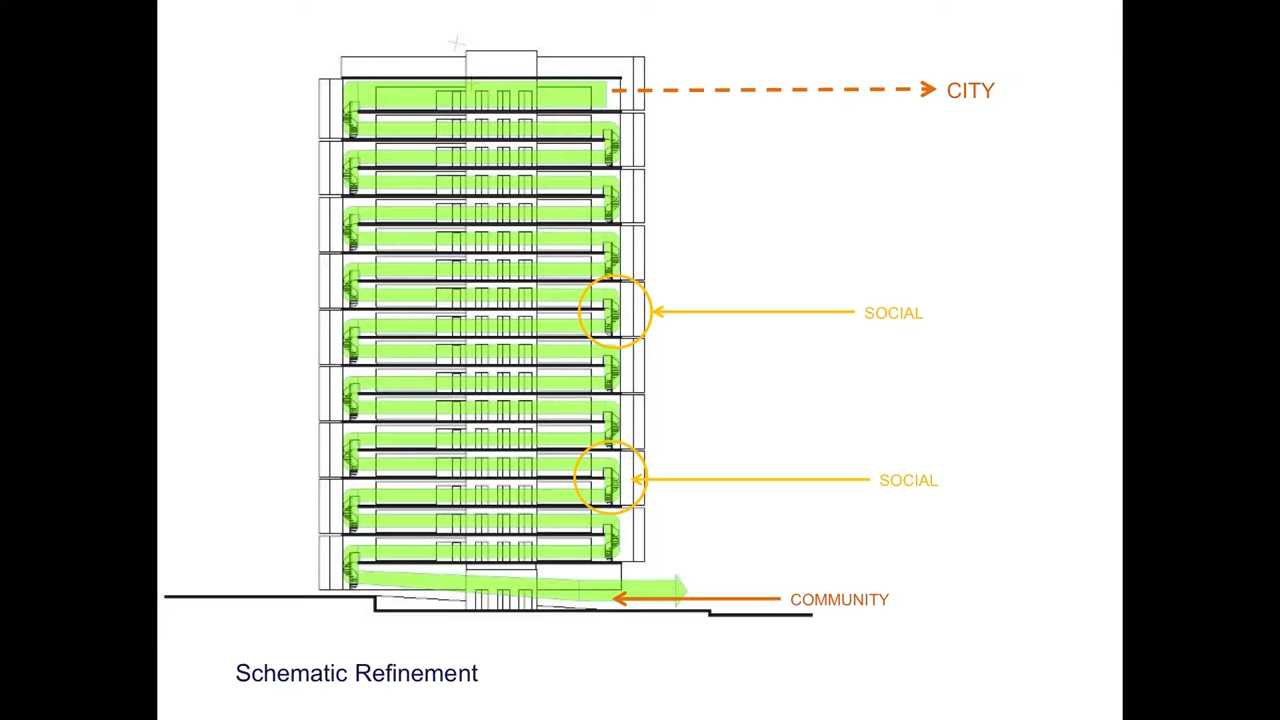 CITY
SOCIAL
SOCIAL
COMMUNITY
Schematic Refinement